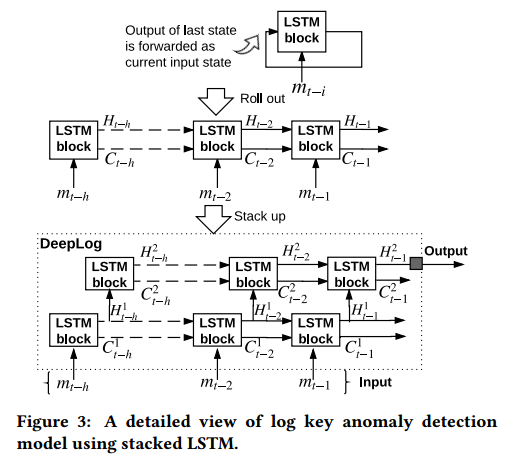 Output of last state
is forwarded as
current input state
LSTM
block
m_{t-i}
Roll out
H_{t-h} H_{t-2} H_{t-1}
LSTM block LSTM block LSTM block
C_{t-h} C_{t-2} C_{t-1}
m_{t-h} m_{t-2} m_{t-1}
Stack up
DeepLog
H^2_{t-h} H^2_{t-2} H^2_{t-1} Output
LSTM block LSTM block LSTM block
C^2_{t-h} C^2_{t-2} C^2_{t-1}
H^1_{t-h} H^1_{t-2} H^1_{t-1}
LSTM block LSTM block LSTM block
C^1_{t-h} C^1_{t-2} C^1_{t-1}
{ m_{t-h} m_{t-2} m_{t-1} } Input
Figure 3: A detailed view of log key anomaly detection
model using stacked LSTM.